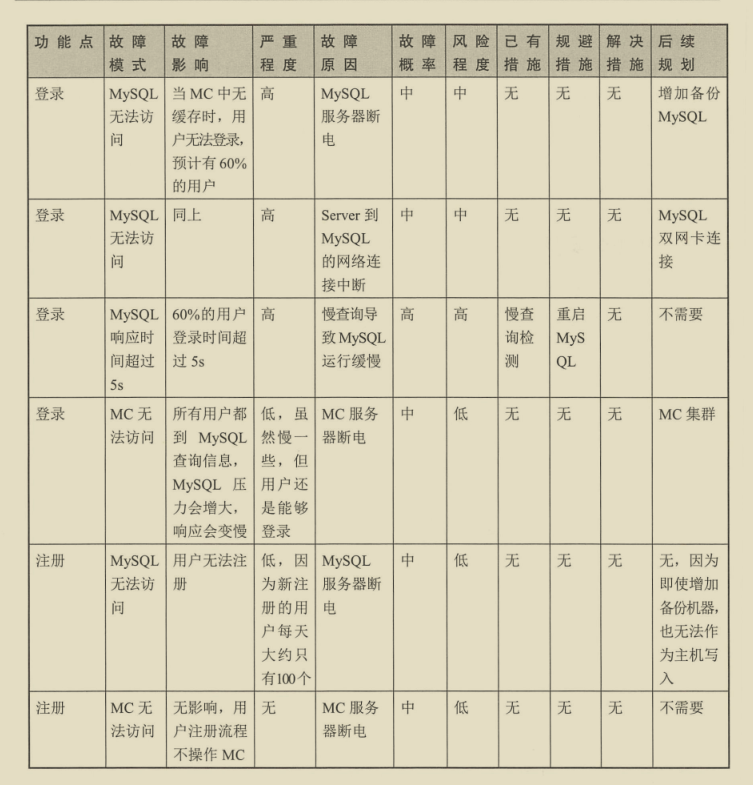 功能点 故障模式 故障影响 严重程度 故障原因 故障概率 风险程度 已有措施 规避措施 解决措施 后续规划
登录 MySQL无法访问 当MC中无缓存时，用户无法登录，预计有60%的用户 高 MySQL服务器断电 中 中 无 无 无 增加备份MySQL
登录 MySQL无法访问 同上 高 Server到MySQL的网络连接中断 中 中 无 无 无 MySQL双网卡连接
登录 MySQL响应时间超过5s 60%的用户登录时间超过5s 高 慢查询导致MySQL运行缓慢 高 高 慢查询检测 重启MySQL 无 不需要
登录 MC无法访问 所有用户都到MySQL查询信息，MySQL压力会增大，响应会变慢 低，虽然慢一些，但用户还是能够登录 MC服务器断电 中 低 无 无 无 MC集群
注册 MySQL无法访问 用户无法注册 低，因为新注册的用户每天大约只有100个 MySQL服务器断电 中 低 无 无 无 无，因为即使增加备份机器，也无法作为主机写入
注册 MC无法访问 无影响，用户注册流程不操作MC 无 MC服务器断电 中 低 无 无 无 不需要